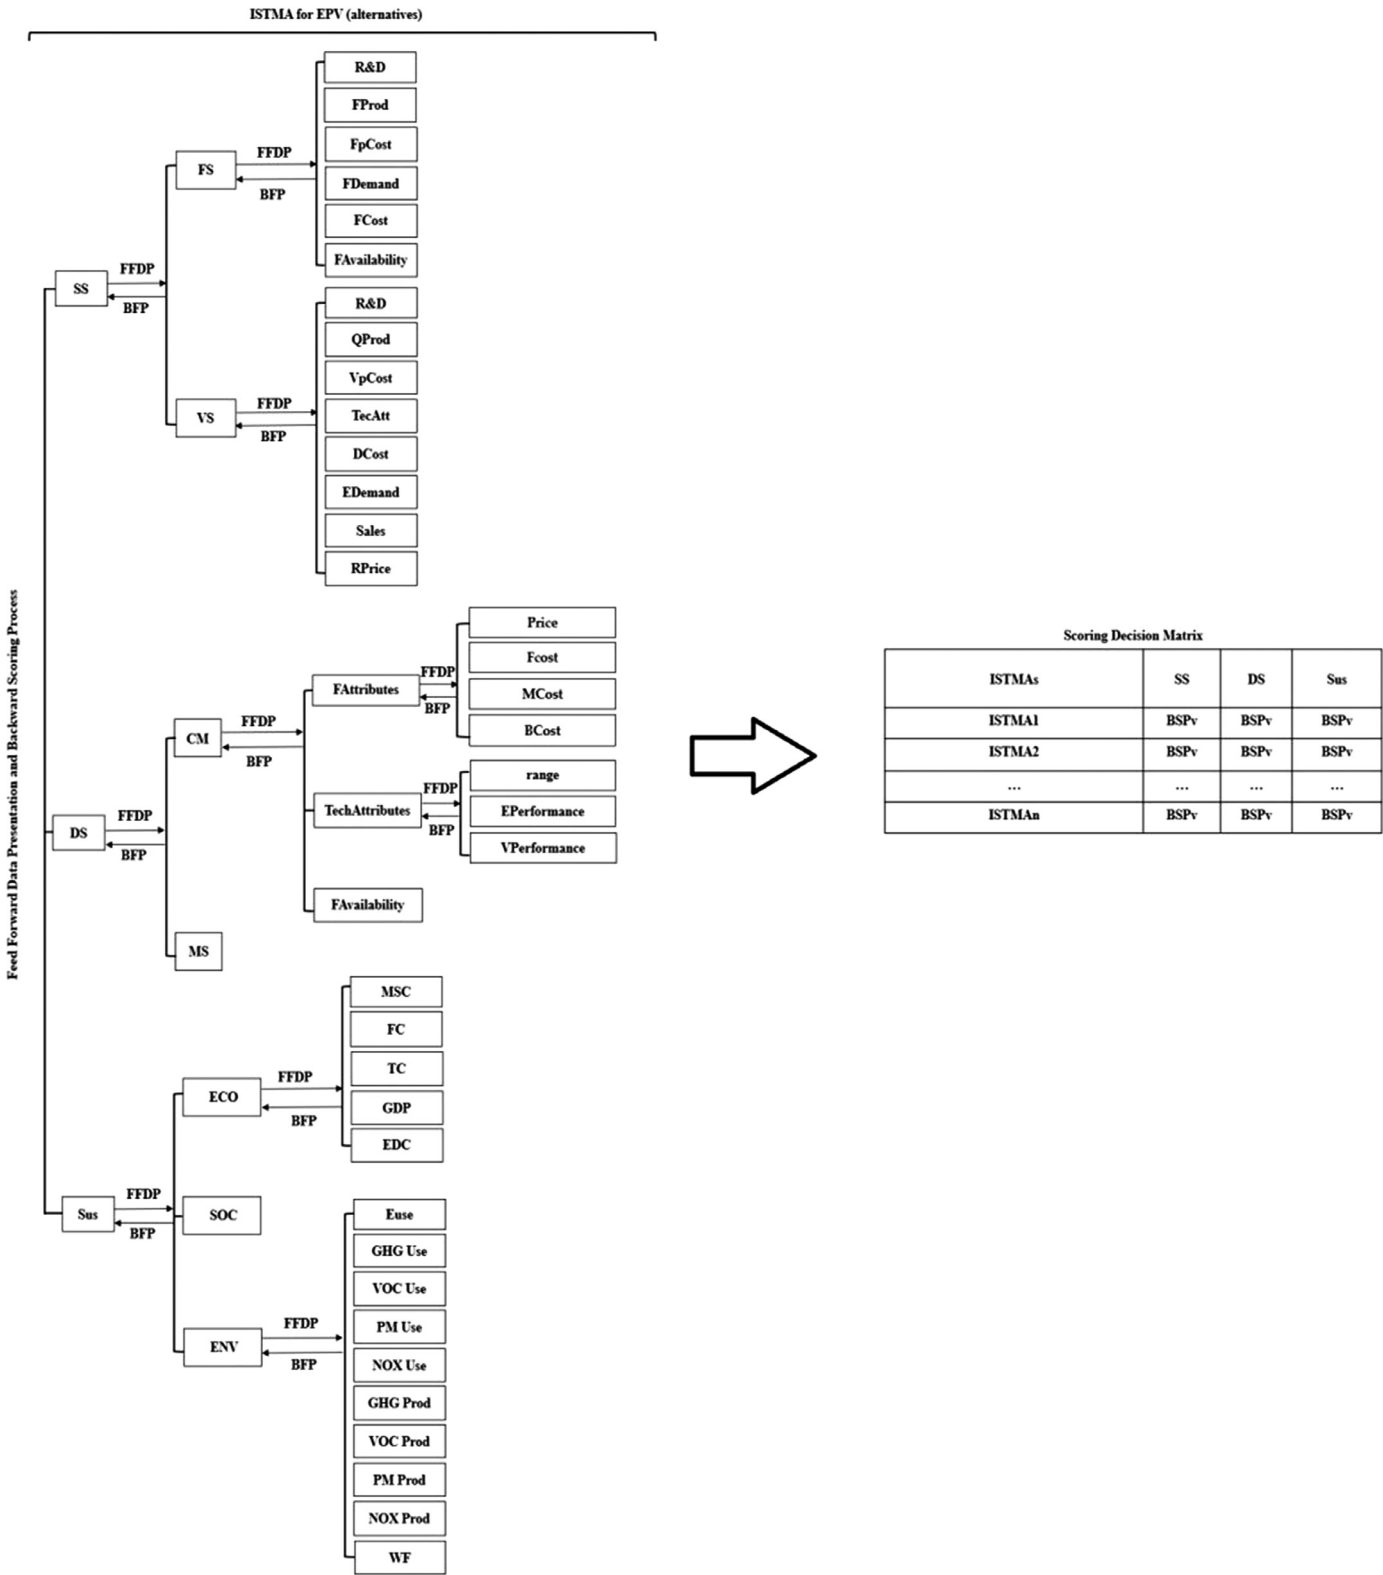 ISTMA for EPV (alternatives)
Feed Forward Data Presentation and Backward Scoring Process
SS
FFDP
BFP
FS
FFDP
BFP
R&D
FProd
FpCost
FDemand
FCost
FAvailability
VS
FFDP
BFP
R&D
QProd
VpCost
TecAtt
DCost
EDemand
Sales
RPrice
DS
FFDP
BFP
CM
FFDP
BFP
FAttributes
FFDP
BFP
Price
Fcost
MCost
BCost
TechAttributes
FFDP
BFP
range
EPerformance
VPerformance
FAvailability
MS
Sus
FFDP
BFP
ECO
FFDP
BFP
MSC
FC
TC
GDP
EDC
SOC
ENV
FFDP
BFP
Euse
GHG Use
VOC Use
PM Use
NOX Use
GHG Prod
VOC Prod
PM Prod
NOX Prod
WF
Scoring Decision Matrix
ISTMAs SS DS Sus
ISTMA1 BSPv BSPv BSPv
ISTMA2 BSPv BSPv BSPv
... ... ... ...
ISTMAn BSPv BSPv BSPv